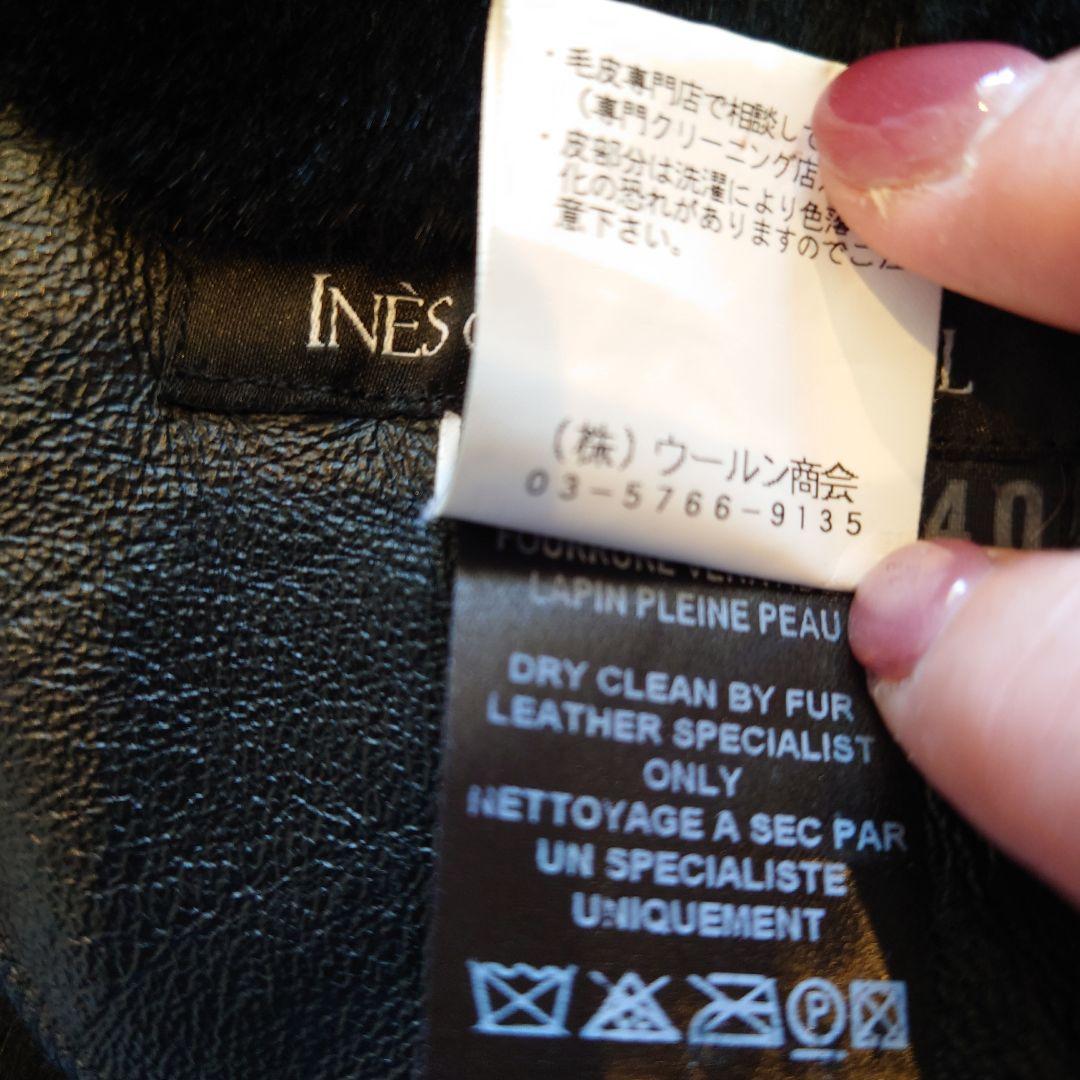 ・毛皮専門店で相談して
（専門クリーニング店
・皮部分は洗濯により色落
化の恐れがありますのでご注
意下さい。
INÈS
L
（株）ウールン商会
03-5766-9135
40
LAPIN PLEINE PEAU
DRY CLEAN BY FUR
LEATHER SPECIALIST
ONLY
NETTOYAGE A SEC PAR
UN SPECIALISTE
UNIQUEMENT
P